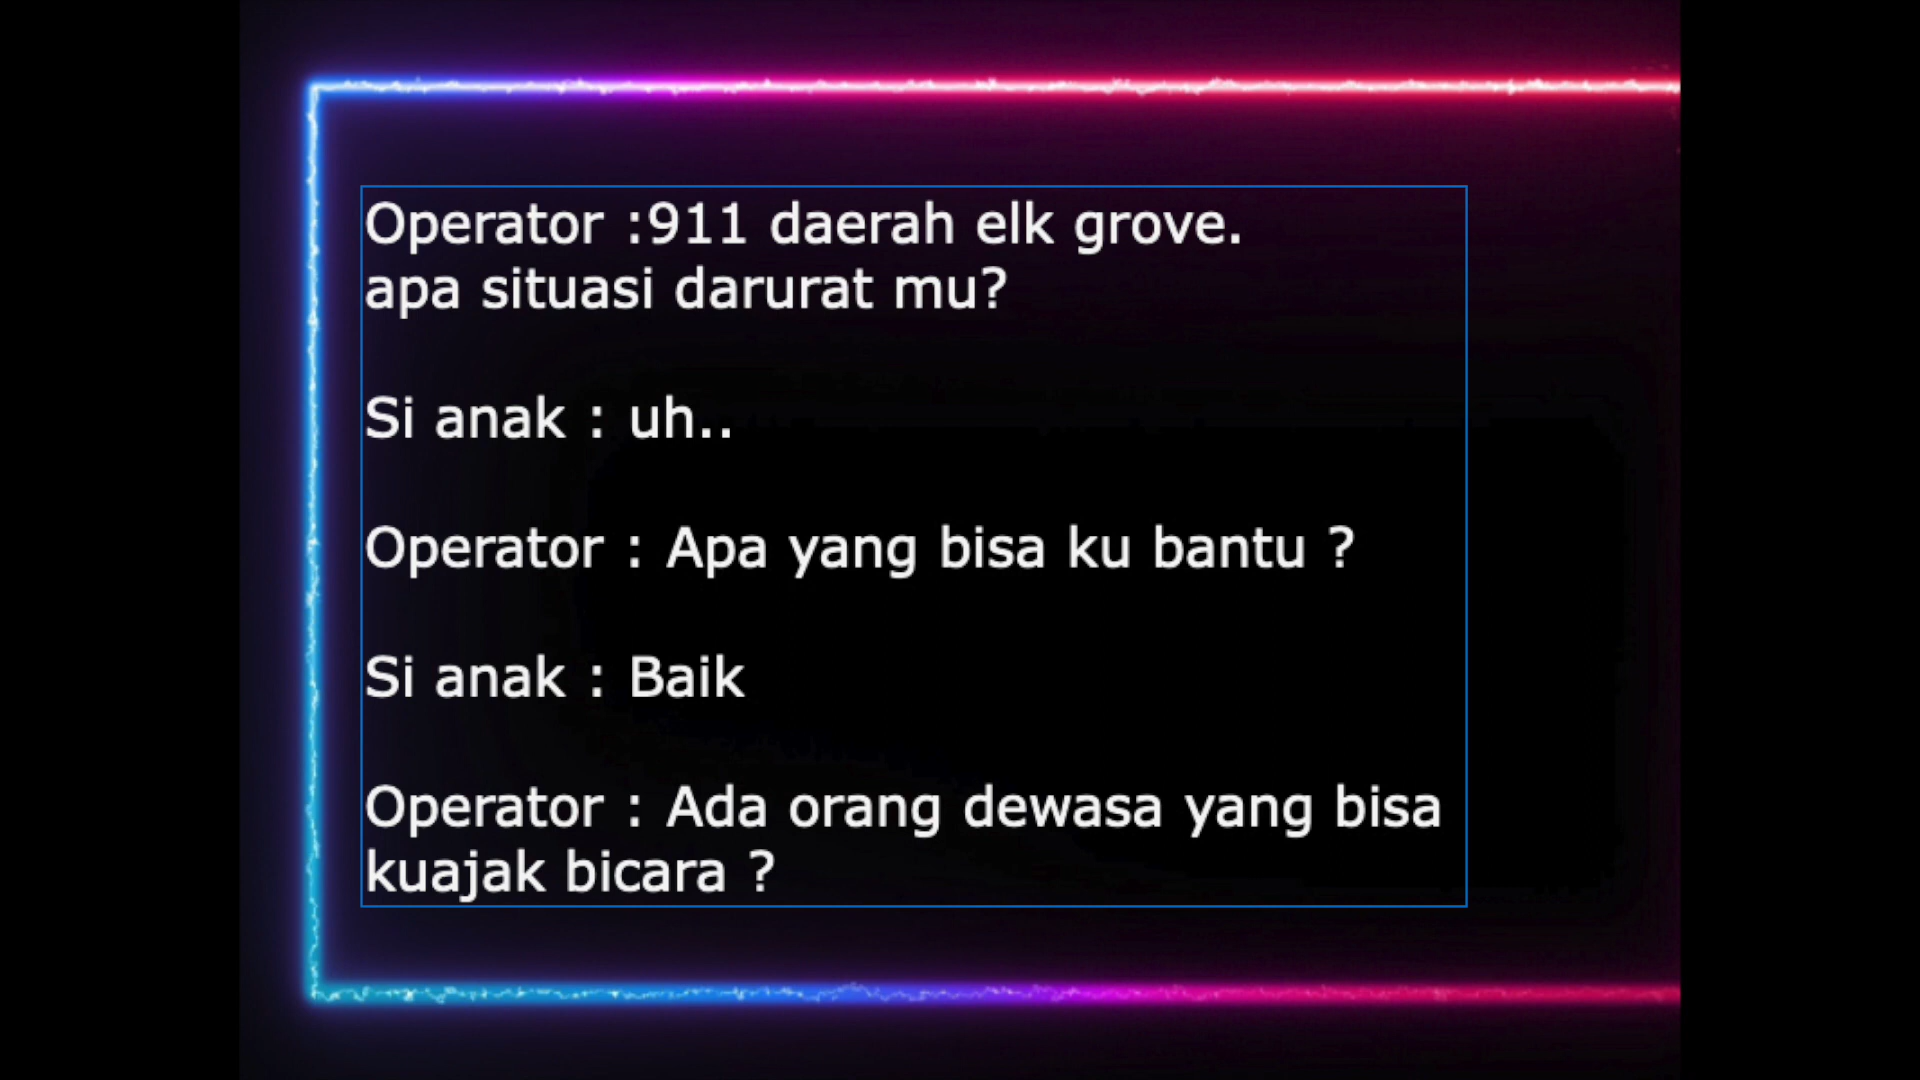 Operator :911 daerah elk grove.
apa situasi darurat mu?
Si anak : uh..
Operator : Apa yang bisa ku bantu ?
Si anak : Baik
Operator : Ada orang dewasa yang bisa
kuajak bicara ?